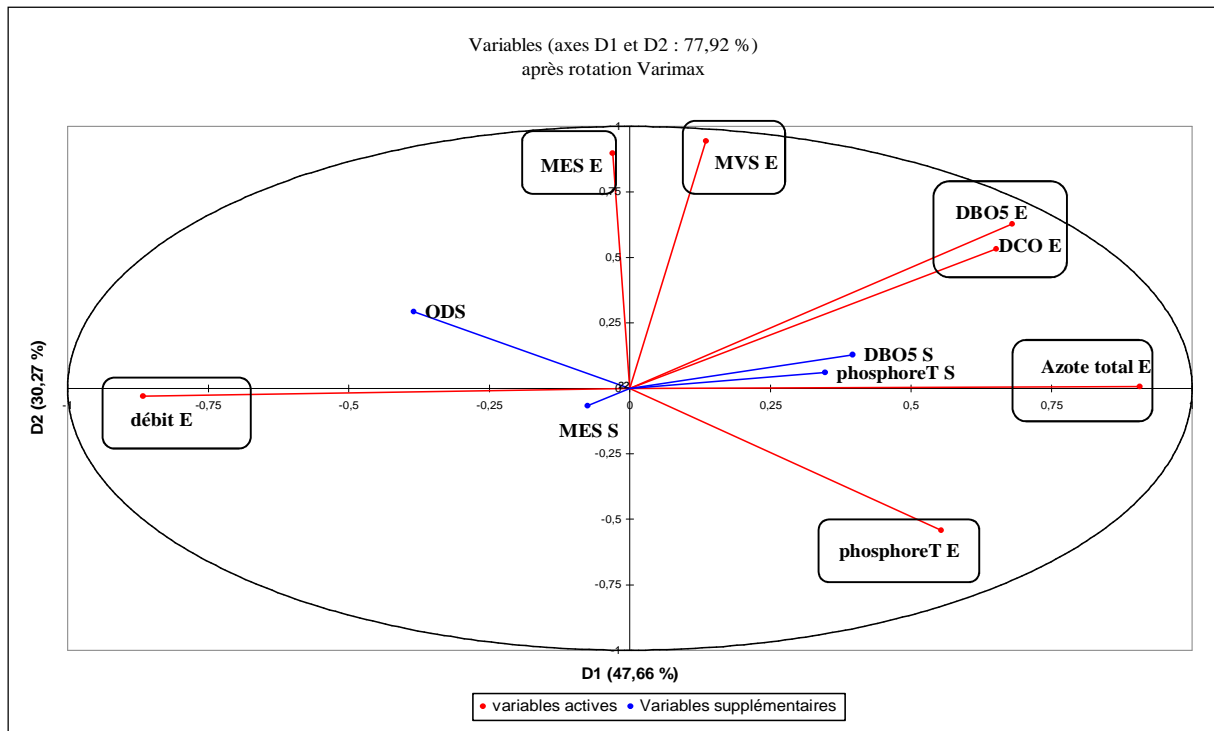 Variables (axes D1 et D2 : 77,92 %)
après rotation Varimax
1
MES E
MVS E
0,75
DBO5 E
DCO E
0,5
ODS
0,25
DBO5 S
phosphoreT S
Azote total E
-1
-0,75
-0,5
-0,25
0
0,25
0,5
0,75
1
débit E
MES S
-0,25
-0,5
phosphoreT E
-0,75
-1
D2 (30,27 %)
D1 (47,66 %)
variables actives
Variables supplémentaires